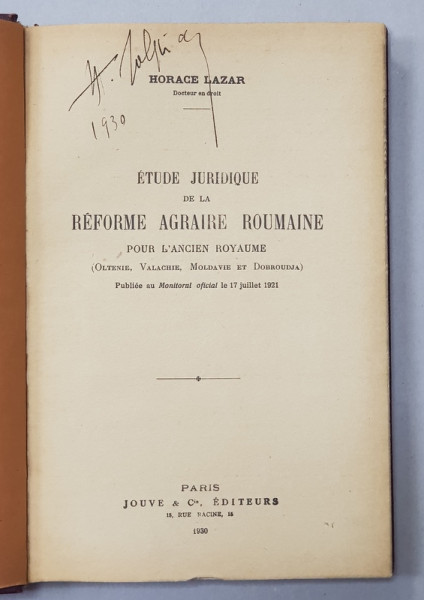 1930
HORACE LAZAR
Docteur en droit
ÉTUDE JURIDIQUE
DE LA
RÉFORME AGRAIRE ROUMAINE
POUR L'ANCIEN ROYAUME
(OLTENIE, VALACHIE, MOLDAVIE ET DOBROUDJA)
Publiée au Monitorul oficial le 17 juillet 1921
PARIS
JOUVE & Cie, ÉDITEURS
15, RUE RACINE, 15
1930